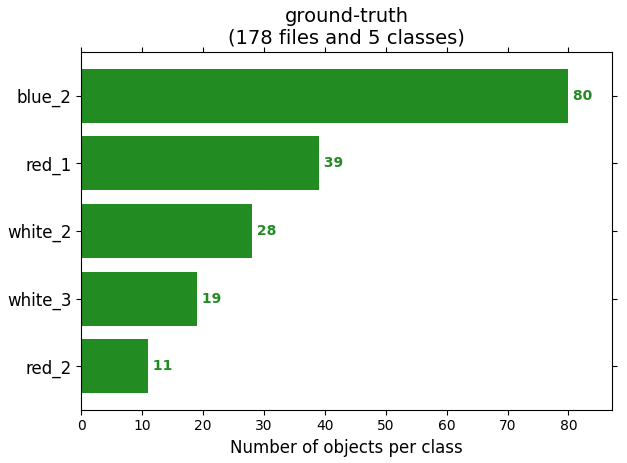 ground-truth
(178 files and 5 classes)
blue_2 80
red_1 39
white_2 28
white_3 19
red_2 11
0 10 20 30 40 50 60 70 80
Number of objects per class